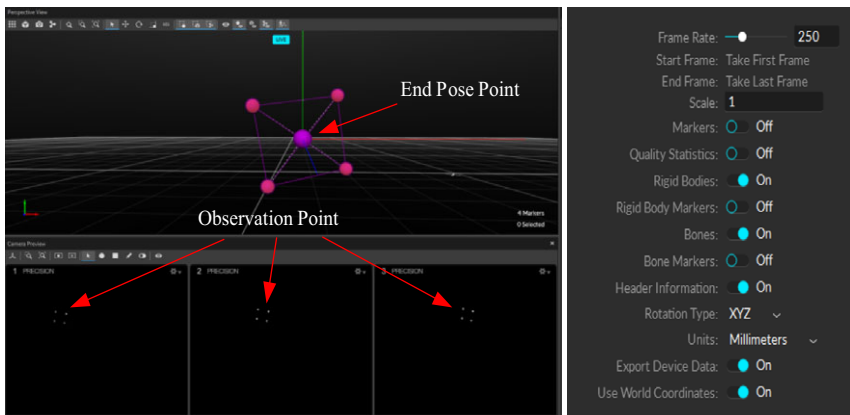 Perspective View
LIVE
End Pose Point
4 Markers
0 Selected
Observation Point
Camera Preview
1 PRECISION
2 PRECISION
3 PRECISION
Frame Rate: 250
Start Frame: Take First Frame
End Frame: Take Last Frame
Scale: 1
Markers: Off
Quality Statistics: Off
Rigid Bodies: On
Rigid Body Markers: Off
Bones: On
Bone Markers: Off
Header Information: On
Rotation Type: XYZ
Units: Millimeters
Export Device Data: On
Use World Coordinates: On